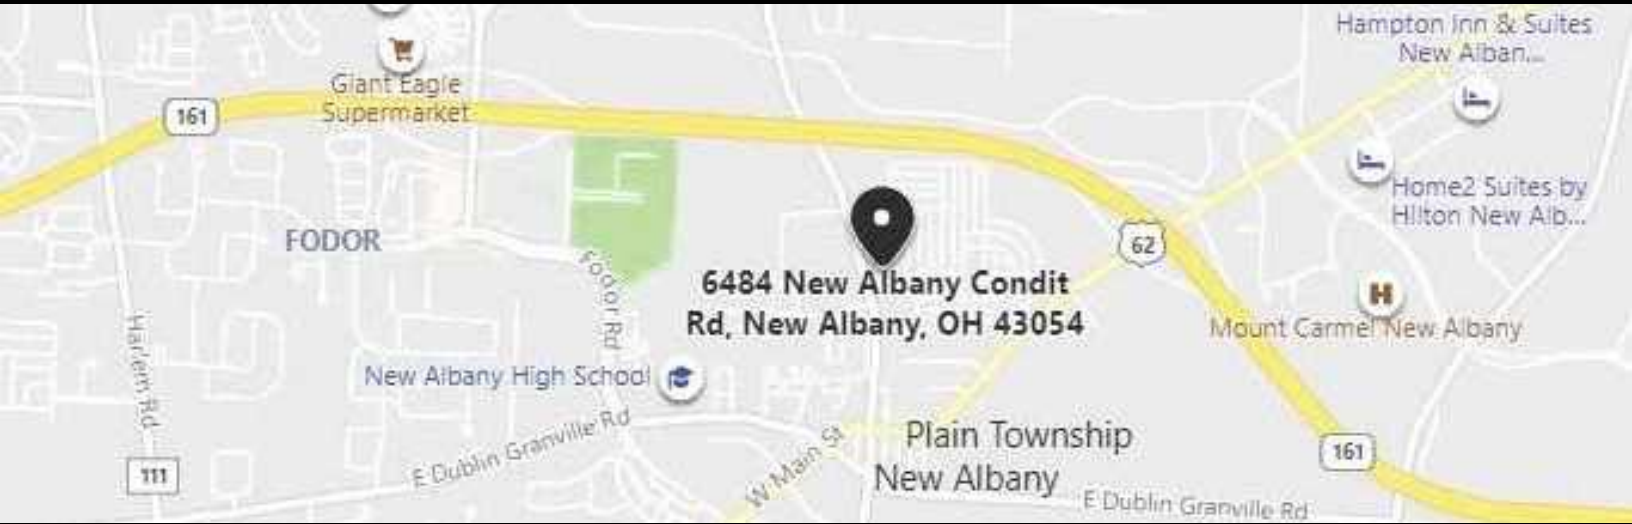 Hampton Inn & Suites
New Alban...
Giant Eagle
Supermarket
161
Home2 Suites by
Hilton New Alb...
FODOR
62
Fodor Rd
6484 New Albany Condit
Rd, New Albany, OH 43054
Mount Carmel New Albany
Harlem Rd
New Albany High School
E Dublin Granville Rd
W Main St
Plain Township
New Albany
161
111
E Dublin Granville Rd